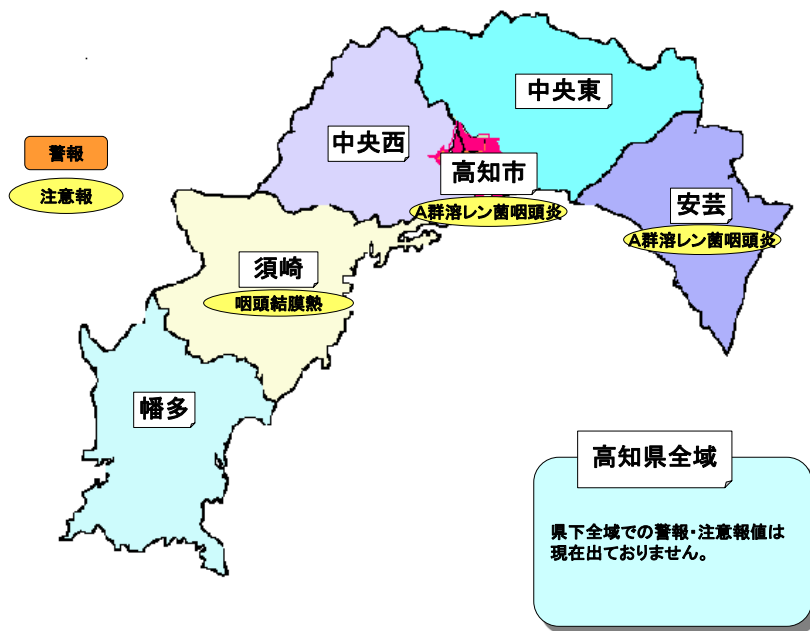 中央東
中央西
警報
高知市
注意報
安芸
A群溶レン菌咽頭炎
A群溶レン菌咽頭炎
須崎
咽頭結膜熱
幡多
高知県全域
県下全域での警報・注意報値は
現在出ておりません。